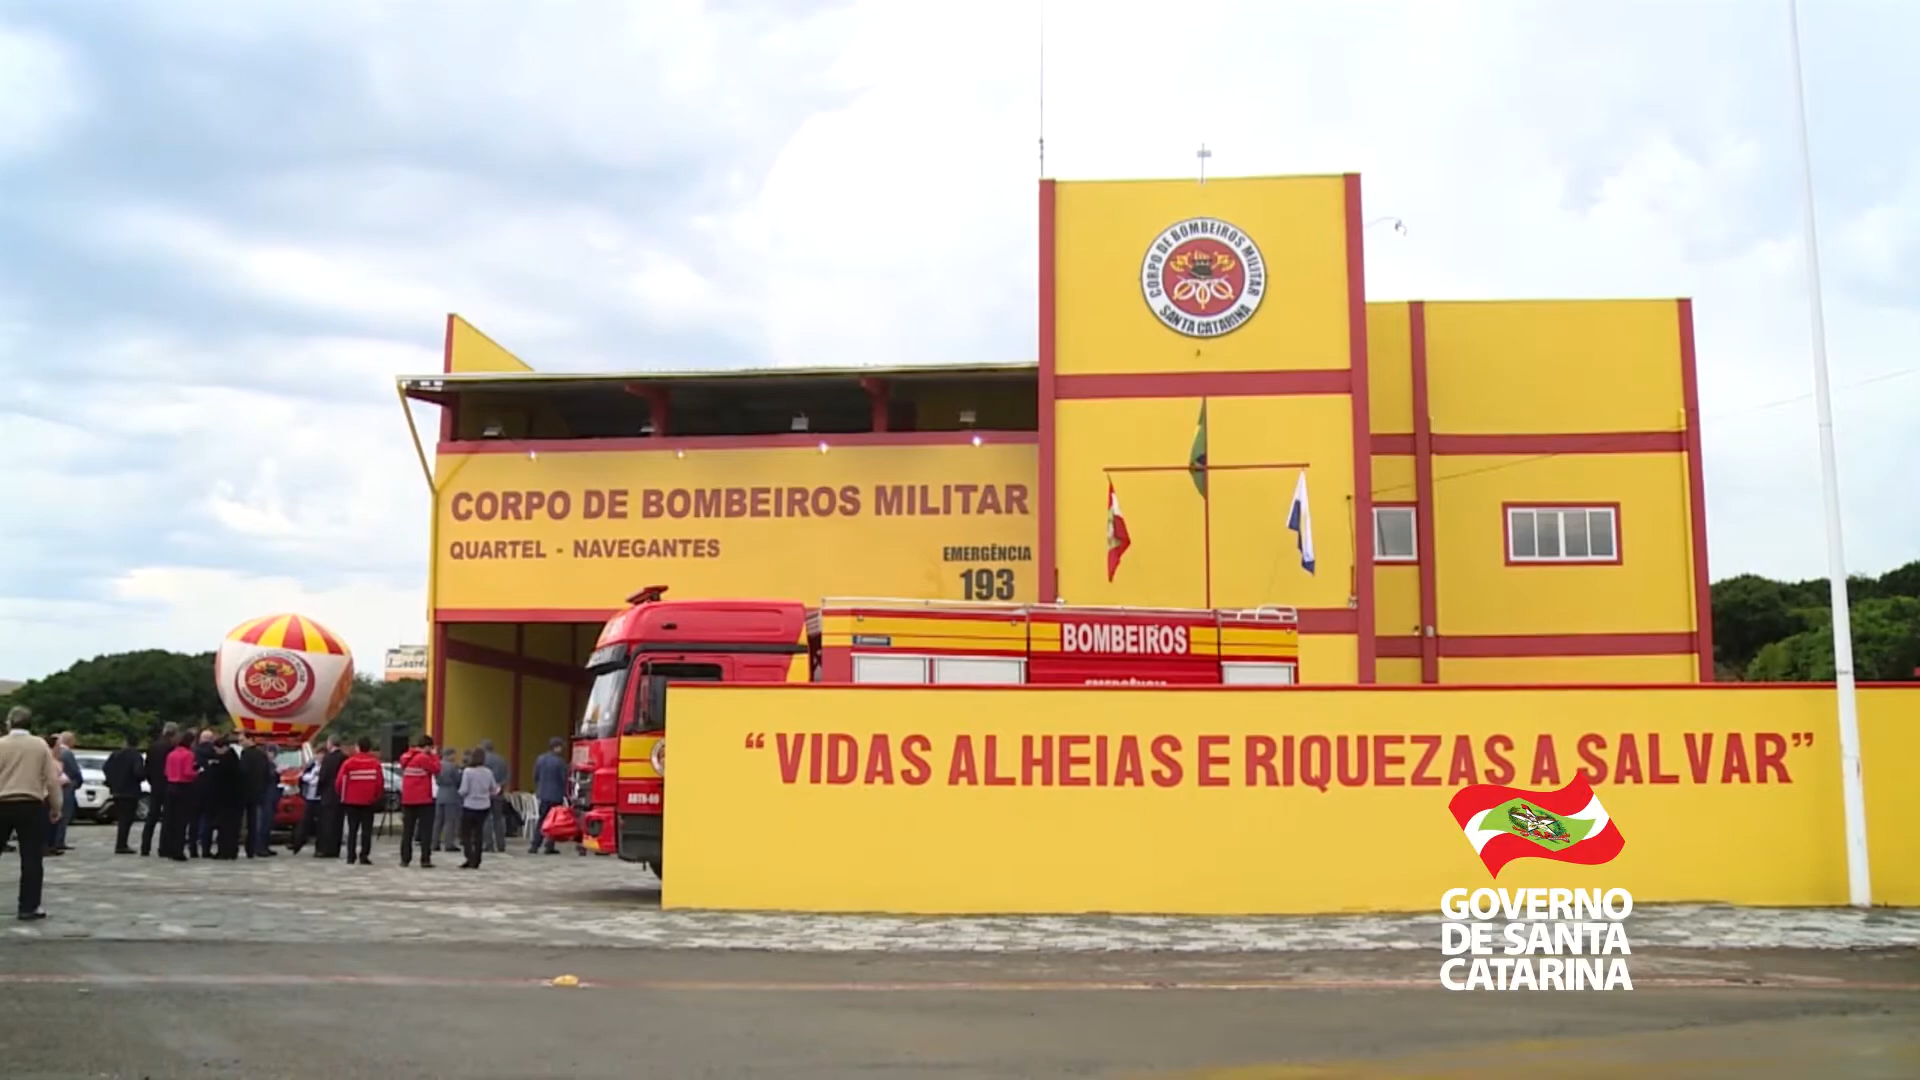 CORPO DE BOMBEIROS MILITAR
SANTA CATARINA
CORPO DE BOMBEIROS MILITAR
QUARTEL - NAVEGANTES
EMERGÊNCIA
193
BOMBEIROS
EMERGÊNCIA
"VIDAS ALHEIAS E RIQUEZAS A SALVAR"
GOVERNO
DE SANTA
CATARINA